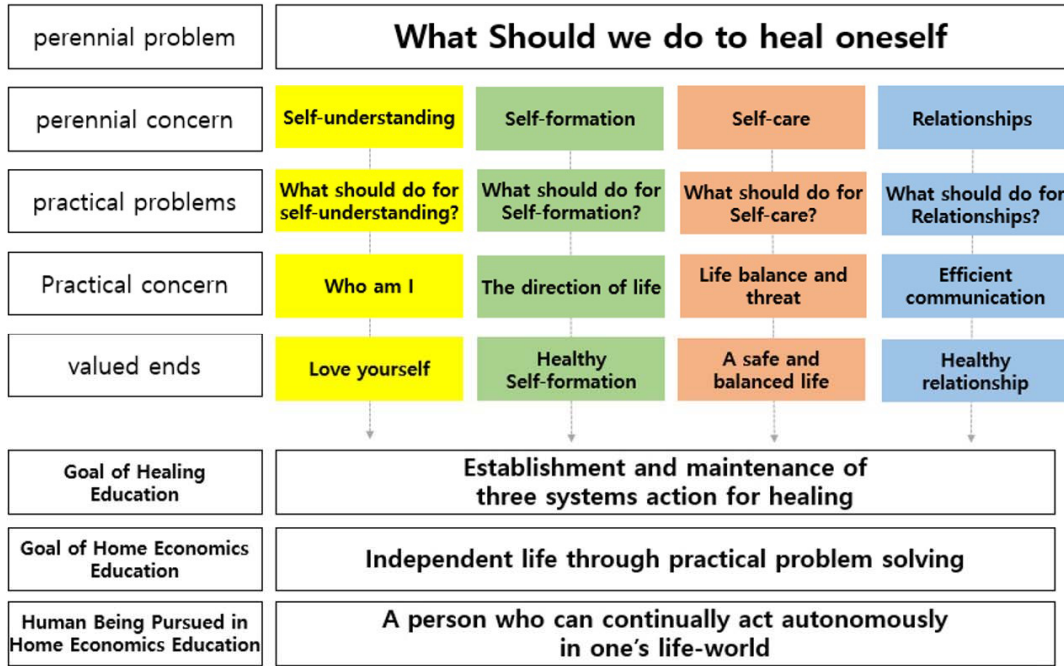 perennial problem
What Should we do to heal oneself
perennial concern
Self-understanding
Self-formation
Self-care
Relationships
practical problems
What should do for
self-understanding?
What should do for
Self-formation?
What should do for
Self-care?
What should do for
Relationships?
Practical concern
Who am I
The direction of life
Life balance and
threat
Efficient
communication
valued ends
Love yourself
Healthy
Self-formation
A safe and
balanced life
Healthy
relationship
Goal of Healing
Education
Establishment and maintenance of
three systems action for healing
Goal of Home Economics
Education
Independent life through practical problem solving
Human Being Pursued in
Home Economics Education
A person who can continually act autonomously
in one's life-world